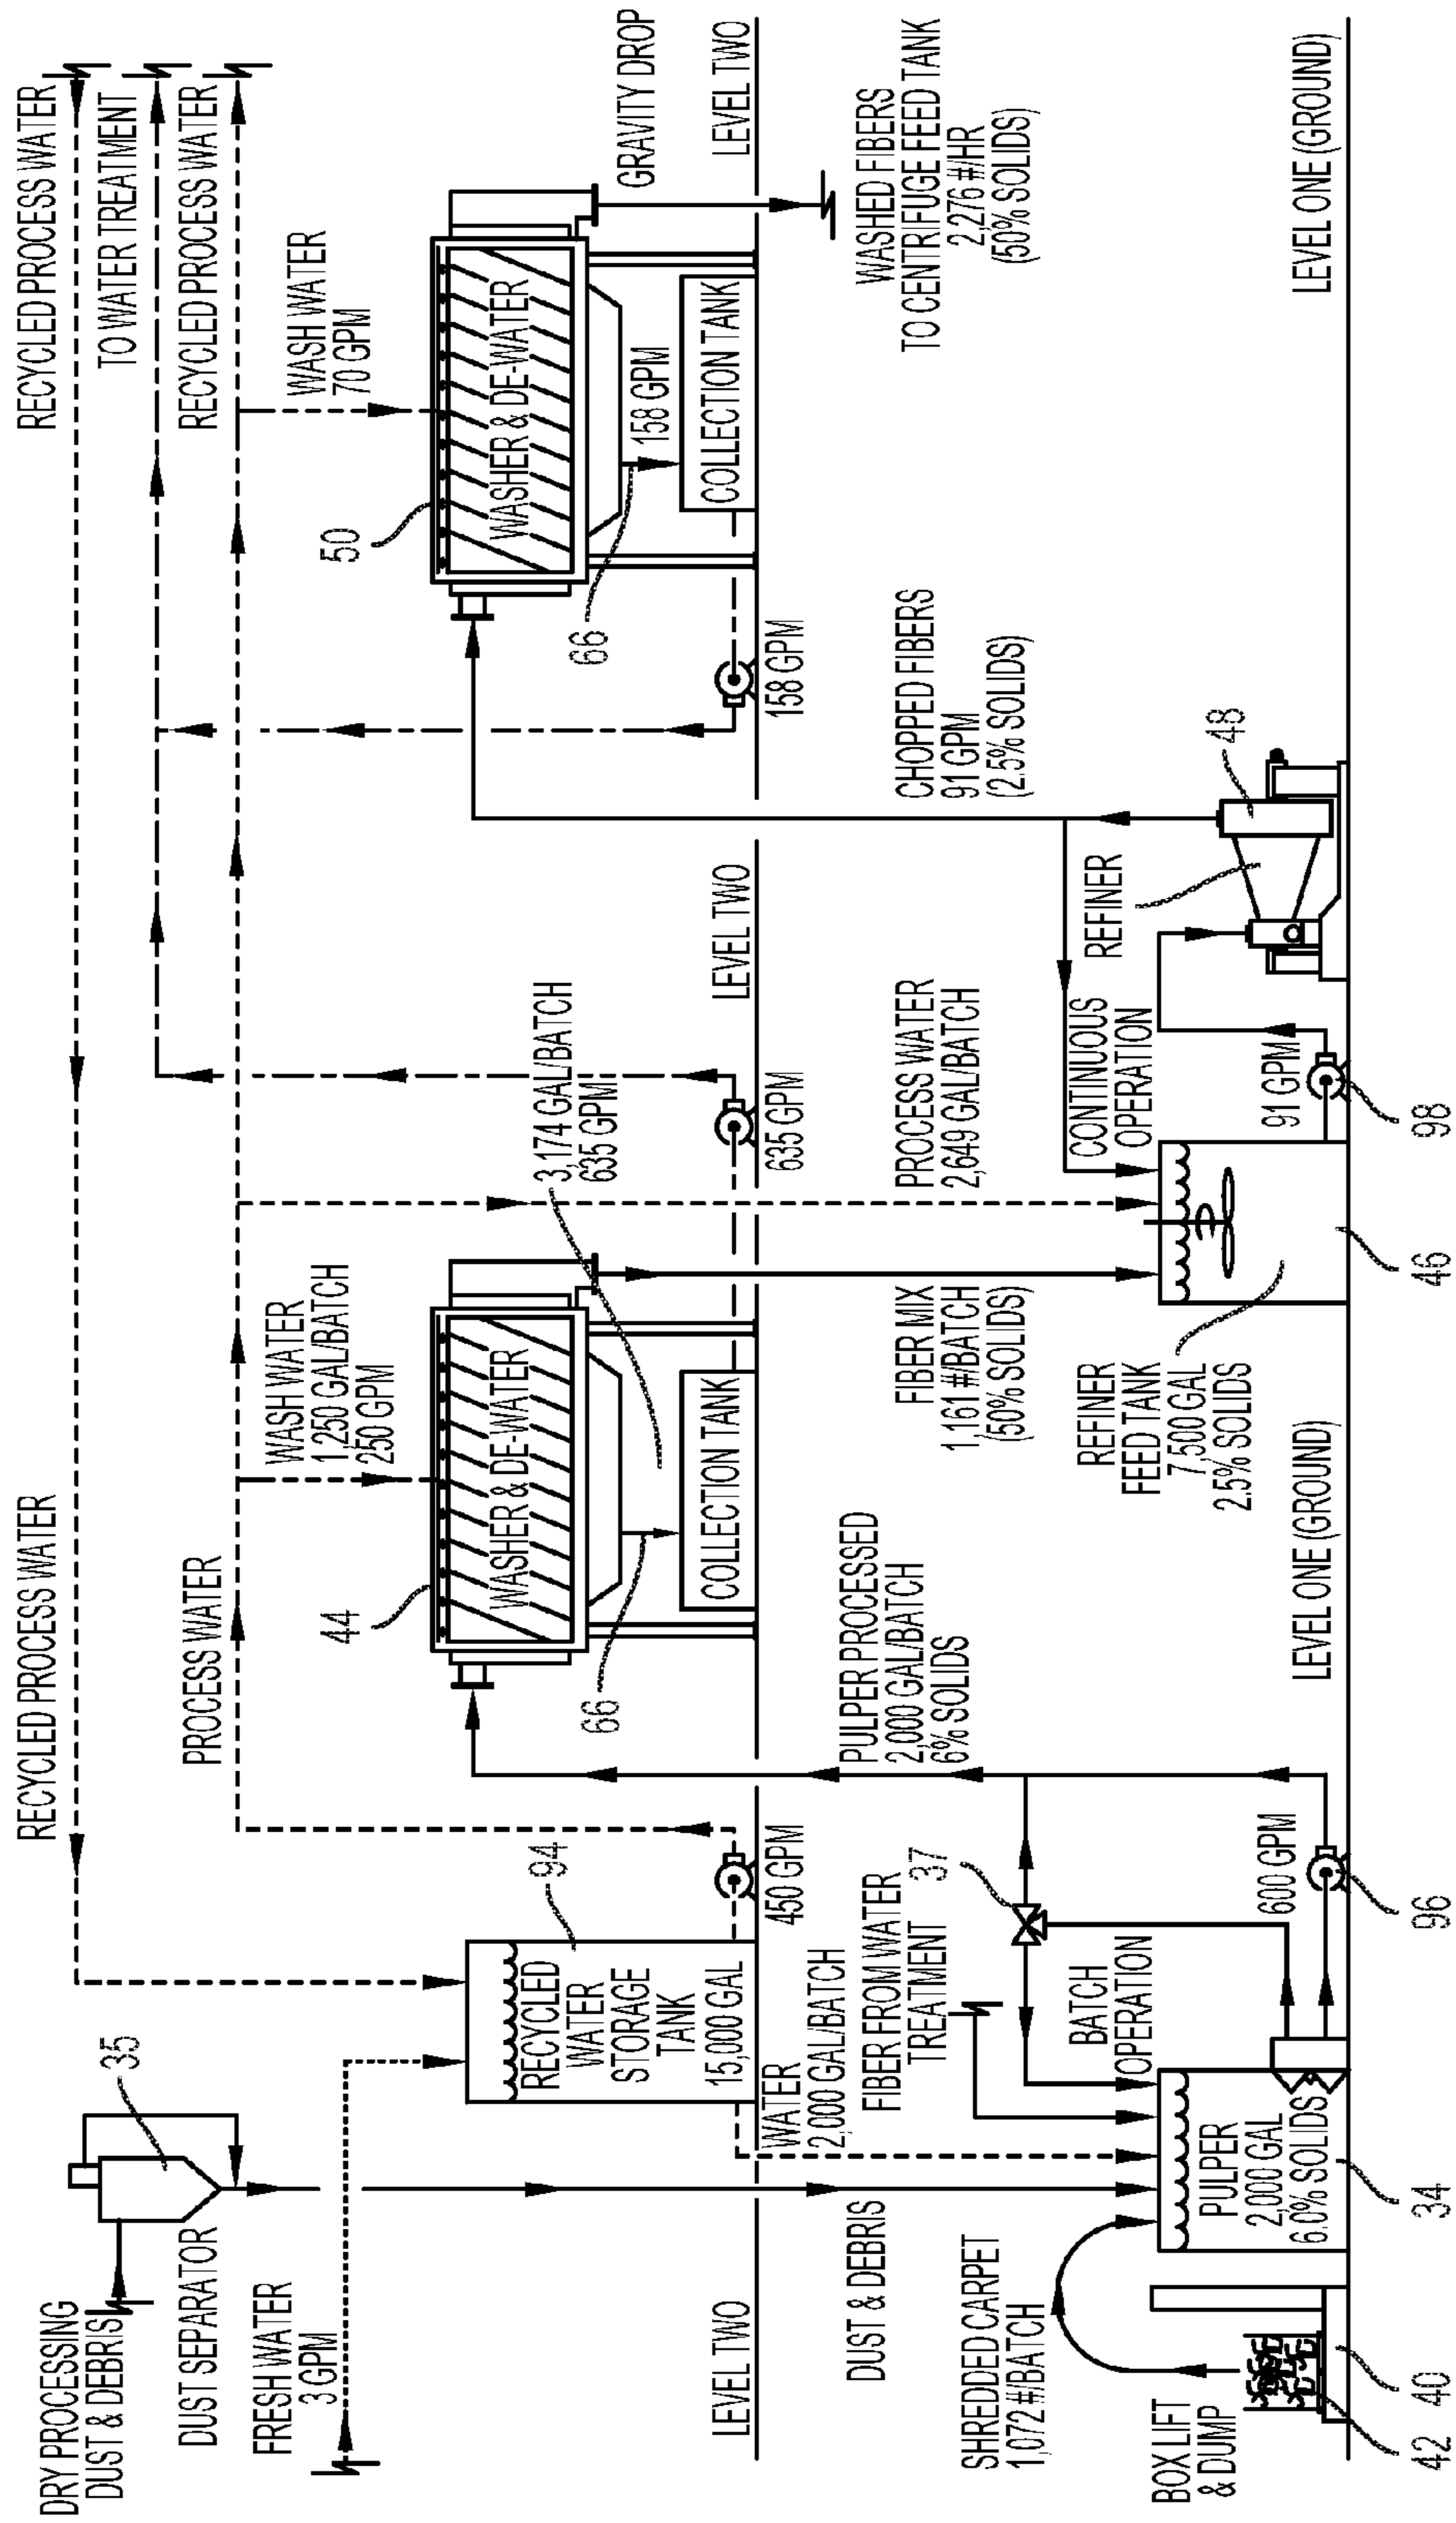 DRY PROCESSING
DUST & DEBRIS
DUST SEPARATOR
35
FRESH WATER
3 GPM
RECYCLED PROCESS WATER
RECYCLED PROCESS WATER
TO WATER TREATMENT
RECYCLED PROCESS WATER
PROCESS WATER
WASH WATER
1,250 GAL/BATCH
250 GPM
WASH WATER
70 GPM
44
WASHER & DE-WATER
50
WASHER & DE-WATER
GRAVITY DROP
RECYCLED
WATER
STORAGE
TANK
15,000 GAL
94
66
COLLECTION TANK
3,174 GAL/BATCH
635 GPM
66
158 GPM
COLLECTION TANK
LEVEL TWO
450 GPM
635 GPM
LEVEL TWO
158 GPM
LEVEL TWO
DUST & DEBRIS
WATER
2,000 GAL/BATCH
FIBER FROM WATER
TREATMENT
37
PULPER PROCESSED
2,000 GAL/BATCH
6% SOLIDS
FIBER MIX
1,161 #/BATCH
(50% SOLIDS)
PROCESS WATER
2,649 GAL/BATCH
CHOPPED FIBERS
91 GPM
(2.5% SOLIDS)
WASHED FIBERS
TO CENTRIFUGE FEED TANK
2,276 #/HR
(50% SOLIDS)
SHREDDED CARPET
1,072 #/BATCH
BATCH
OPERATION
CONTINUOUS
OPERATION
BOX LIFT
& DUMP
PULPER
2,000 GAL
6.0% SOLIDS
600 GPM
REFINER
FEED TANK
7,500 GAL
2.5% SOLIDS
91 GPM
REFINER
48
LEVEL ONE (GROUND)
LEVEL ONE (GROUND)
42
40
34
96
46
98